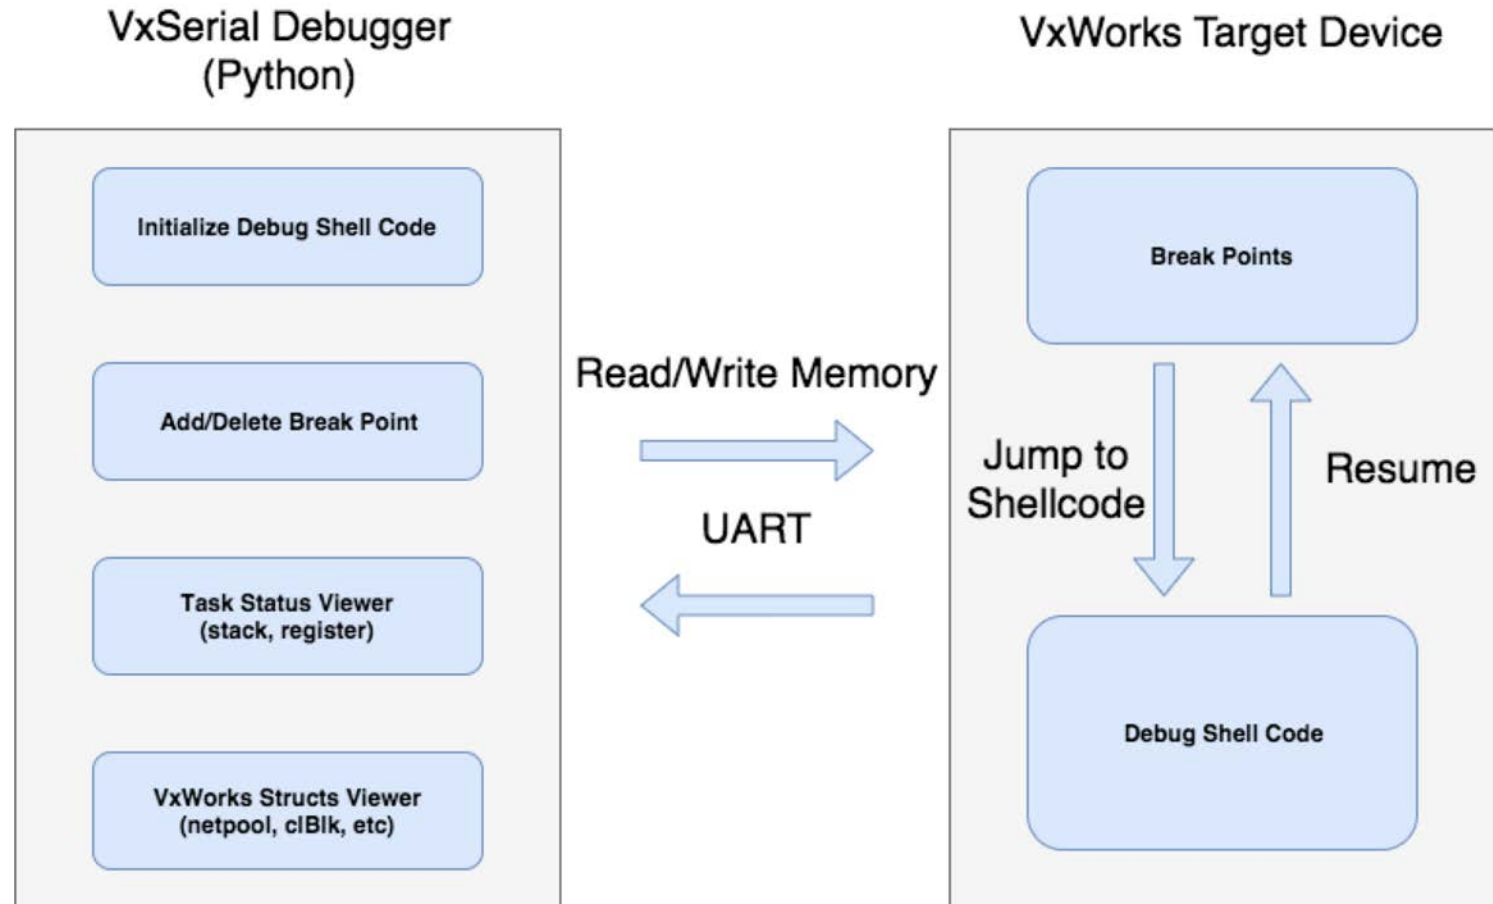 VxSerial Debugger
(Python)
Initialize Debug Shell Code
Add/Delete Break Point
Task Status Viewer
(stack, register)
VxWorks Structs Viewer
(netpool, clBlk, etc)
Read/Write Memory
UART
VxWorks Target Device
Break Points
Jump to
Shellcode
Resume
Debug Shell Code